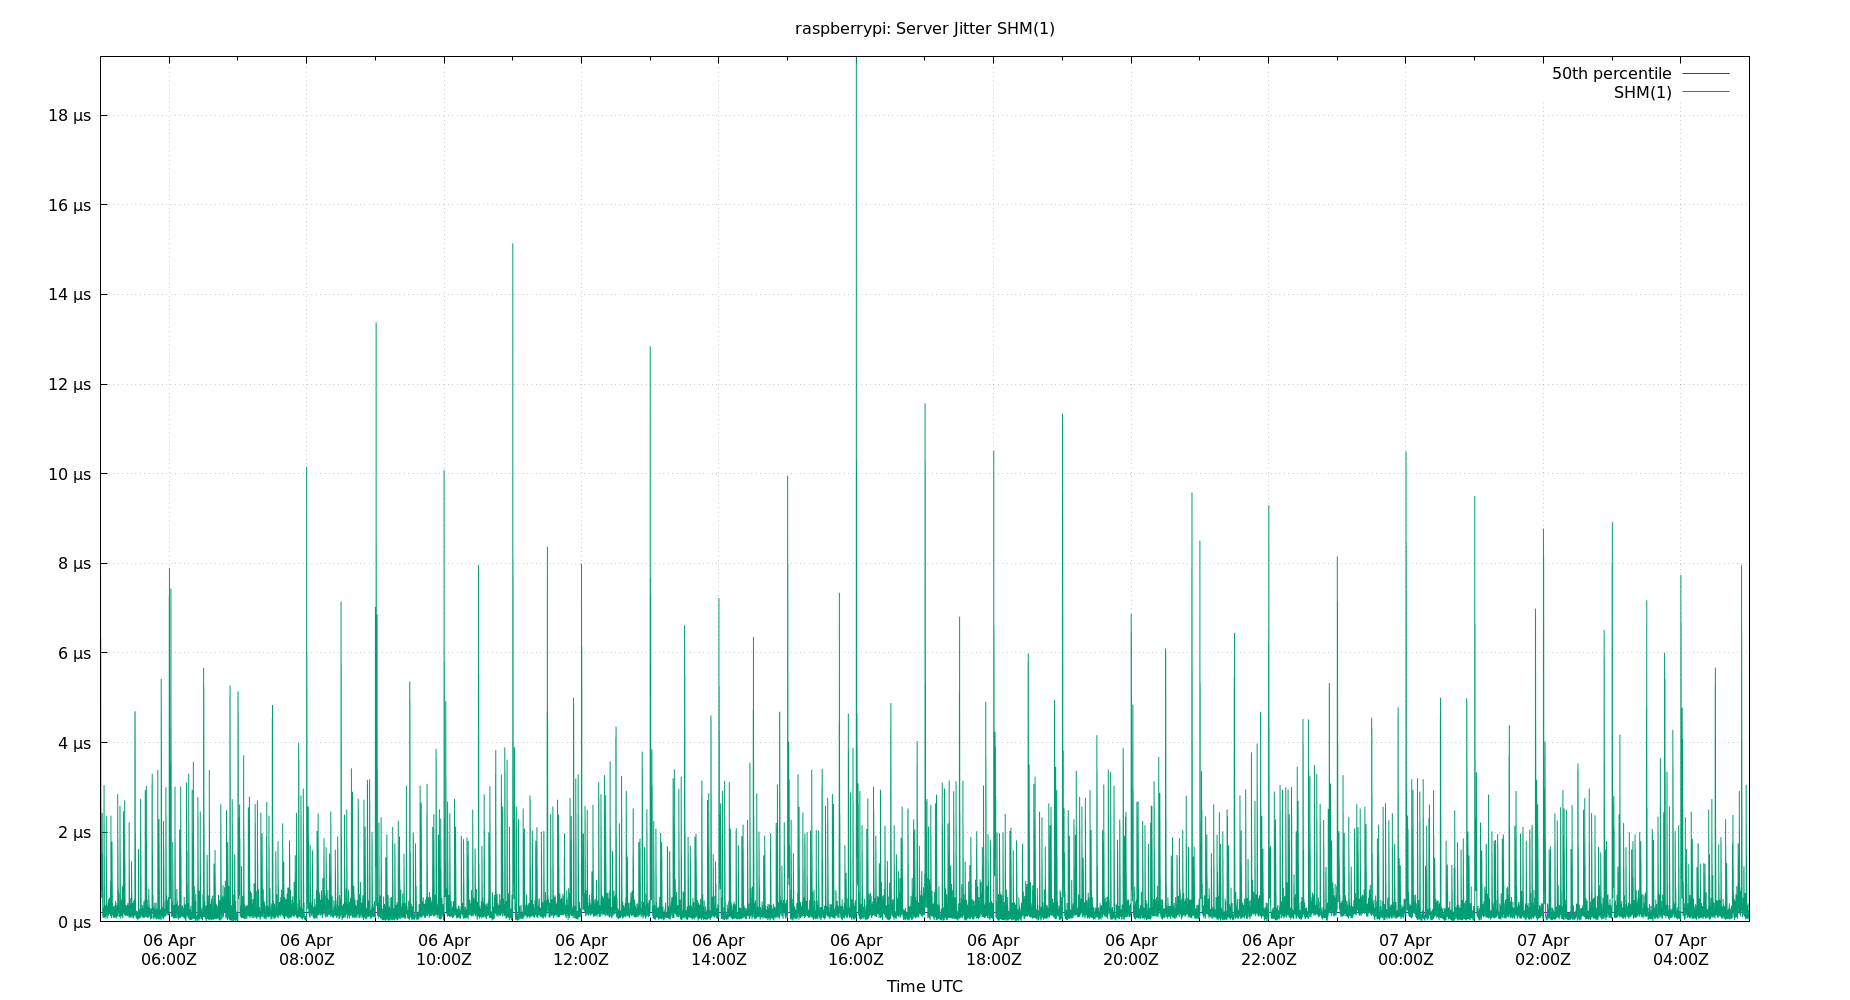 raspberrypi: Server Jitter SHM(1)
50th percentile
SHM(1)
18 µs
16 µs
14 µs
12 µs
10 µs
8 µs
6 µs
4 µs
2 µs
0 µs
06 Apr 06 Apr 06 Apr 06 Apr 06 Apr 06 Apr 06 Apr 06 Apr 06 Apr 07 Apr 07 Apr 07 Apr
06:00Z 08:00Z 10:00Z 12:00Z 14:00Z 16:00Z 18:00Z 20:00Z 22:00Z 00:00Z 02:00Z 04:00Z
Time UTC